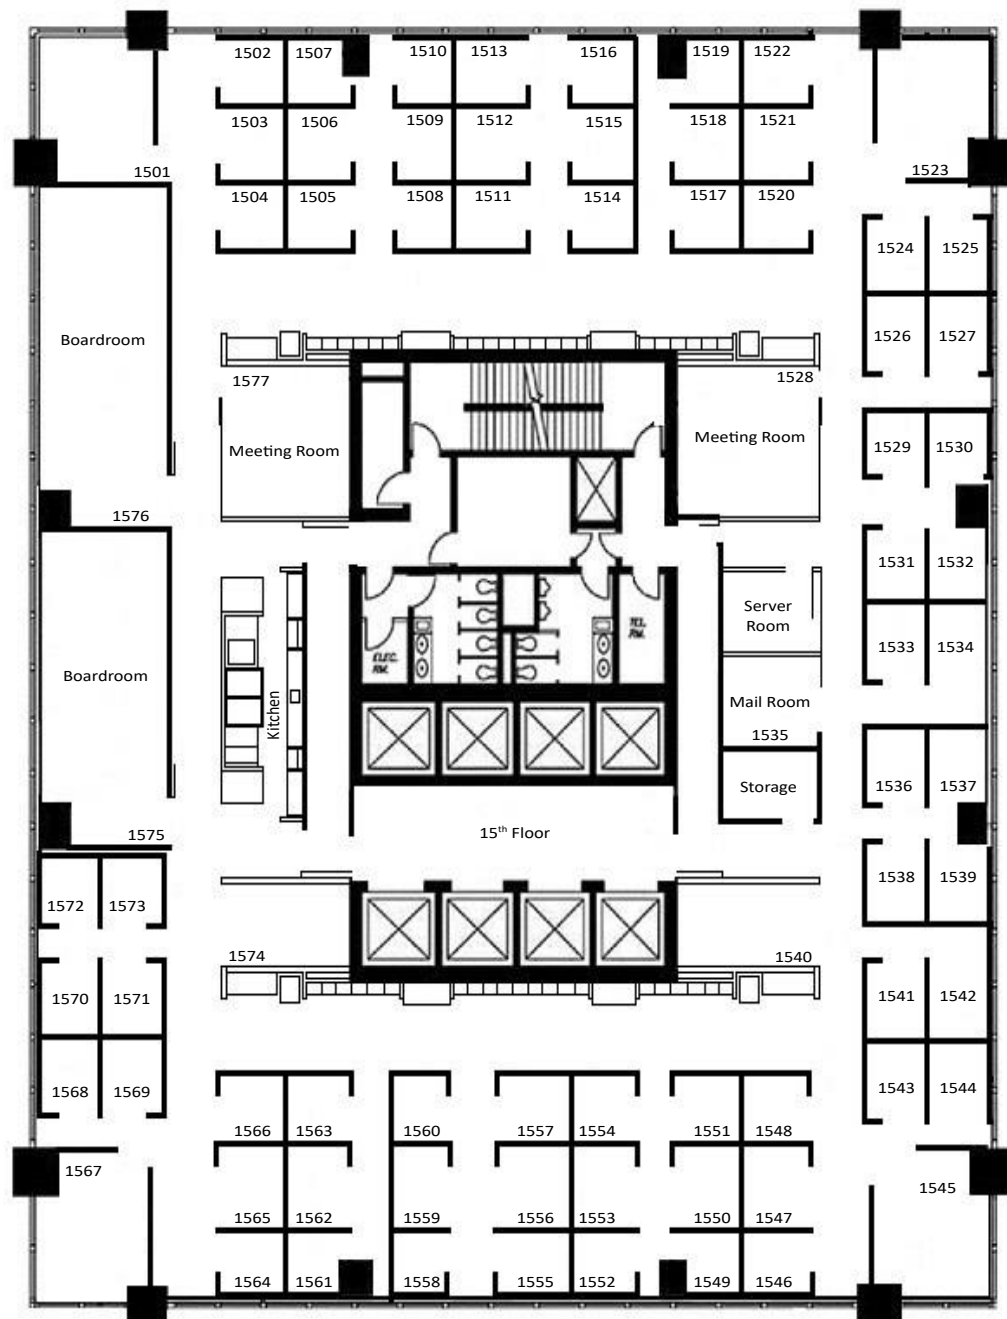 1502 1507 1510 1513 1516 1519 1522
1503 1506 1509 1512 1515 1518 1521
1501 1523
1504 1505 1508 1511 1514 1517 1520
1524 1525
Boardroom
1526 1527
1577 1528
Meeting Room
Meeting Room
1529 1530
1576
1531 1532
Server
Room
TEL.
RM.
1533 1534
ELEC.
RM.
Boardroom
Kitchen
Mail Room
1535
1536 1537
Storage
15th Floor
1575
1538 1539
1572 1573
1574 1540
1570 1571
1541 1542
1568 1569
1543 1544
1566 1563 1560 1557 1554 1551 1548
1567
1545
1565 1562 1559 1556 1553 1550 1547
1564 1561 1558 1555 1552 1549 1546